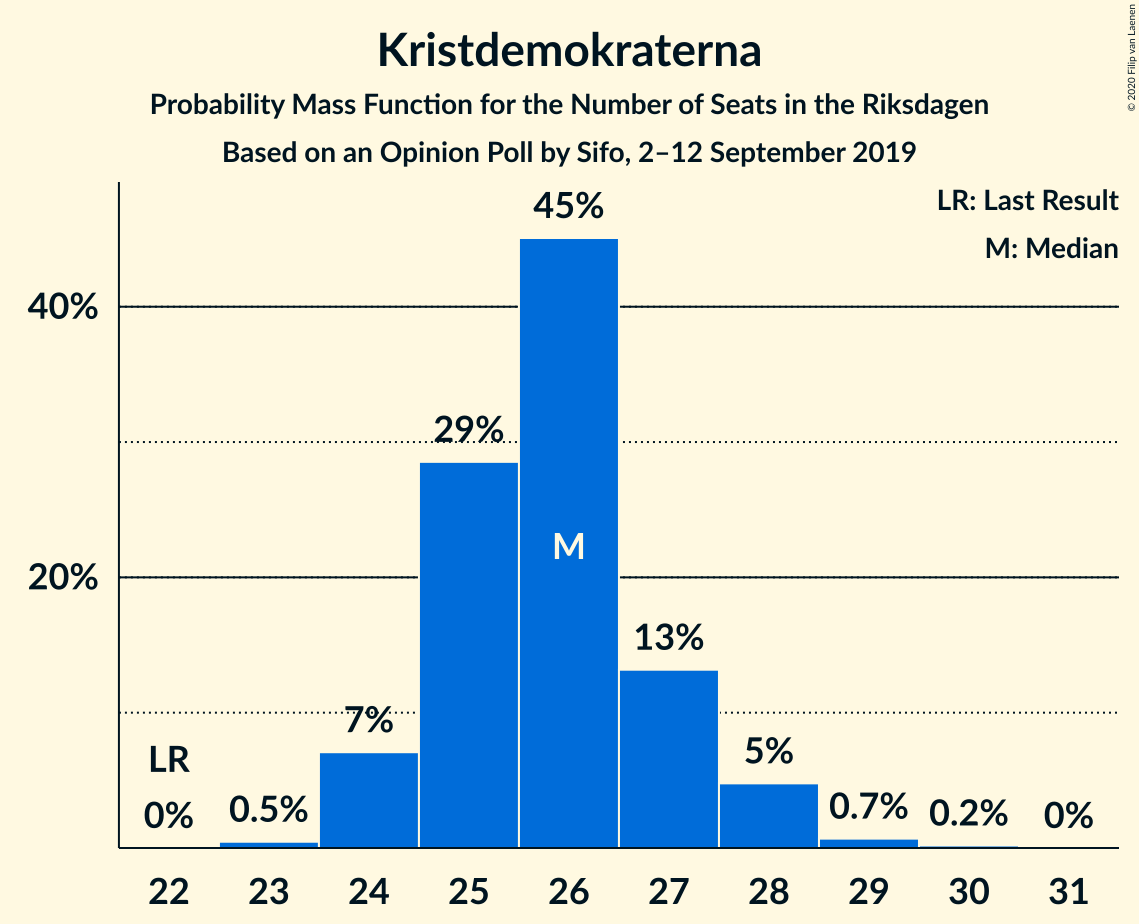 Kristdemokraterna
Probability Mass Function for the Number of Seats in the Riksdagen
Based on an Opinion Poll by Sifo, 2–12 September 2019
© 2020 Filip van Laenen
LR: Last Result
M: Median
45%
40%
29%
M
20%
13%
7%
LR
5%
0%
0.5%
0.7%
0.2%
0%
22 23 24 25 26 27 28 29 30 31